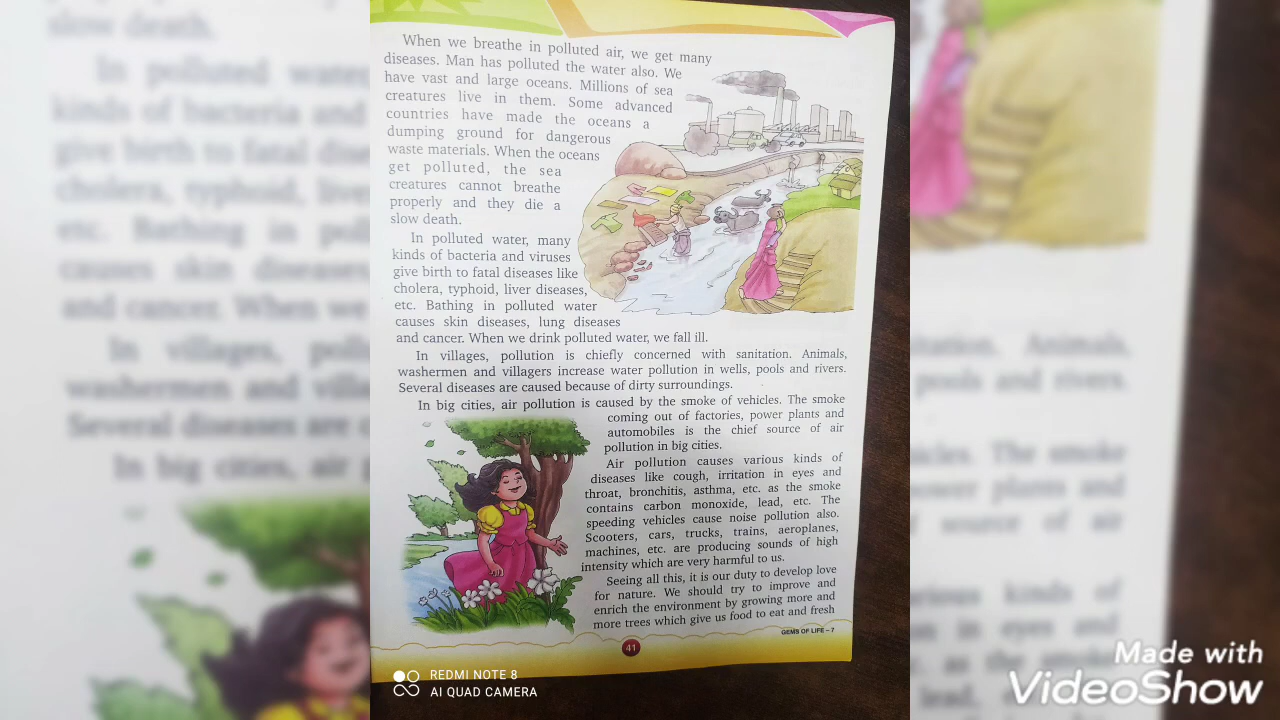 When we breathe in polluted air, we get many
diseases. Man has polluted the water also. We
have vast and large oceans. Millions of sea
creatures live in them. Some advanced
countries have made the oceans a
dumping ground for dangerous
waste materials. When the oceans
get polluted, the sea
creatures cannot breathe
properly and they die a
slow death.
In polluted water, many
kinds of bacteria and viruses
give birth to fatal diseases like
cholera, typhoid, liver diseases,
etc. Bathing in polluted water
causes skin diseases, lung diseases
and cancer. When we drink polluted water, we fall ill.
In villages, pollution is chiefly concerned with sanitation. Animals,
washermen and villagers increase water pollution in wells, pools and rivers.
Several diseases are caused because of dirty surroundings.
In big cities, air pollution is caused by the smoke of vehicles. The smoke
coming out of factories, power plants and
automobiles is the chief source of air
pollution in big cities.
Air pollution causes various kinds of
diseases like cough, irritation in eyes and
throat, bronchitis, asthma, etc. as the smoke
contains carbon monoxide, lead, etc. The
speeding vehicles cause noise pollution also.
Scooters, cars, trucks, trains, aeroplanes,
machines, etc. are producing sounds of high
intensity which are very harmful to us.
Seeing all this, it is our duty to develop love
for nature. We should try to improve and
enrich the environment by growing more and
more trees which give us food to eat and fresh
GEMS OF LIFE – 7
41
REDMI NOTE 8
AI QUAD CAMERA
Made with
VideoShow